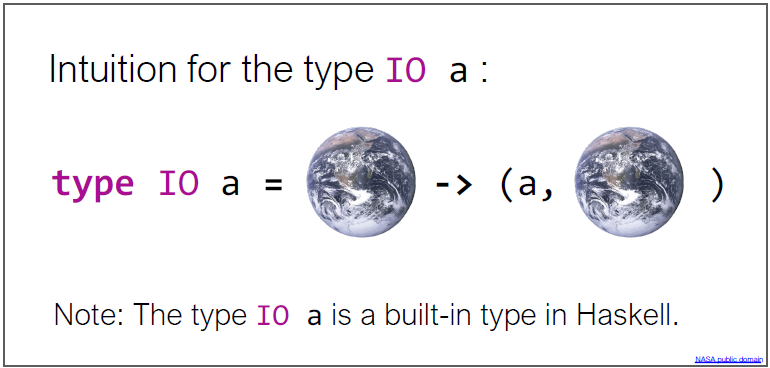 Intuition for the type IO a :
type IO a = -> (a, )
Note: The type IO a is a built-in type in Haskell.
NASA public domain